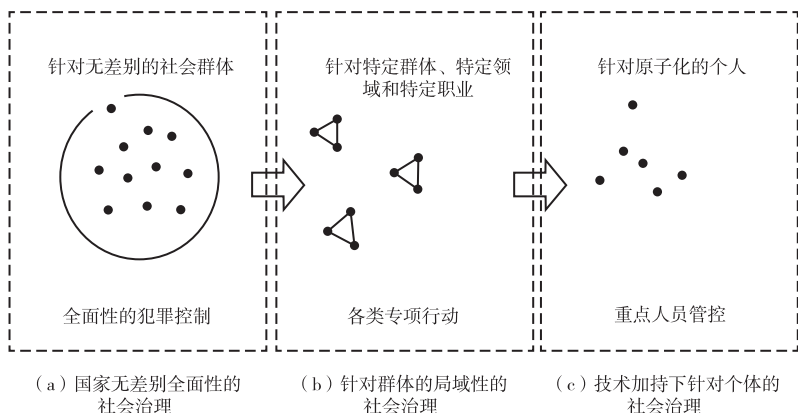 针对无差别的社会群体
针对特定群体、特定领
域和特定职业
针对原子化的个人
全面性的犯罪控制
各类专项行动
重点人员管控
（a）国家无差别全面性的
社会治理
（b）针对群体的局域性的
社会治理
（c）技术加持下针对个体的
社会治理